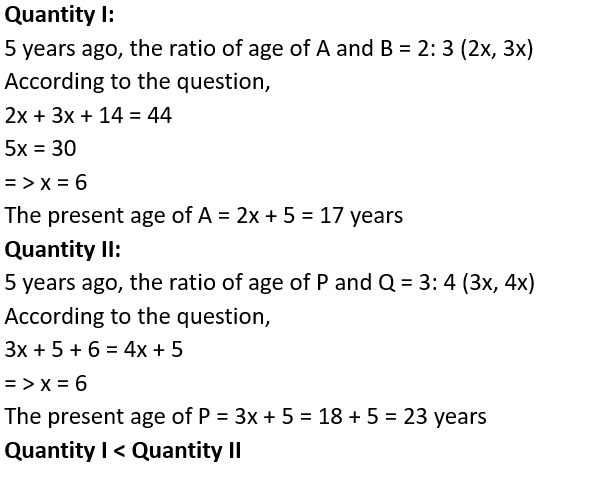 Quantity I:
5 years ago, the ratio of age of A and B = 2: 3 (2x, 3x)
According to the question,
2x + 3x + 14 = 44
5x = 30
= > x = 6
The present age of A = 2x + 5 = 17 years
Quantity II:
5 years ago, the ratio of age of P and Q = 3: 4 (3x, 4x)
According to the question,
3x + 5 + 6 = 4x + 5
= > x = 6
The present age of P = 3x + 5 = 18 + 5 = 23 years
Quantity I < Quantity II